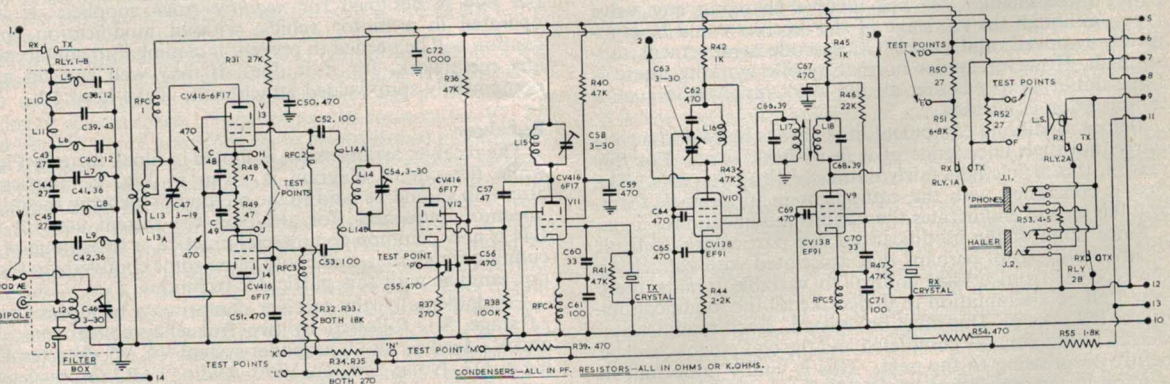 1
RX TX
RLY. 1-B
L5
L10
C38.12
L11
C39.43
L6
C43
27
C40.12
L7
C44
27
C41.36
L8
C45
27
L9
C42.36
ROD AE
DIPOLE
L12
C46
3-30
D3
FILTER
BOX
14
RFC
1
L13
L13A
C47
3-19
R31 27K
CV416-6F17
V
13
C50.470
470
C
48
H
R48
47
TEST
POINTS
R49
47
C
49
J
470
V
14
CV416
6F17
C51.470
C52.100
RFC2
L14A
L14
C54,3-30
L14B
C53.100
RFC3
R32.R33.
BOTH 18K
TEST POINTS
'K'
'L'
R34.R35
BOTH 270
'N'
C72
1000
R36
47K
CV416
6F17
V12
C57
TEST
POINT
'P'
C55.470
C56
470
R37
270
R38
100K
TEST POINT 'M'
R39. 470
R40
47K
L15
C58
3-30
CV416
6F17
V11
C59
470
C60
33
R41
47K
RFC4
C61
100
TX
CRYSTAL
2
R42
1K
C63
3-30
C62
470
L16
R43
47K
V10
C64
470
C65
470
CV138
EF91
R44
2·2K
C66.39
L17
L18
C67
470
R45
1K
R46
22K
C68.39
V9
C69
470
CV138
EF91
C70
33
R47
47K
RFC5
C71
100
RX
CRYSTAL
3
TEST POINTS
D
R50
27
E
R51
6·8K
RX TX
RLY.1A
TEST
POINTS
G
R52
27
F
L.S.
RX TX
RLY.2A
J.1.
'PHONES
R53.4·5
HAILER
J.2.
RX TX
RLY
2B
R54.470
R55 1·8K
5
6
7
8
9
11
12
13
10
CONDENSERS—ALL IN PF. RESISTORS—ALL IN OHMS OR K.OHMS.